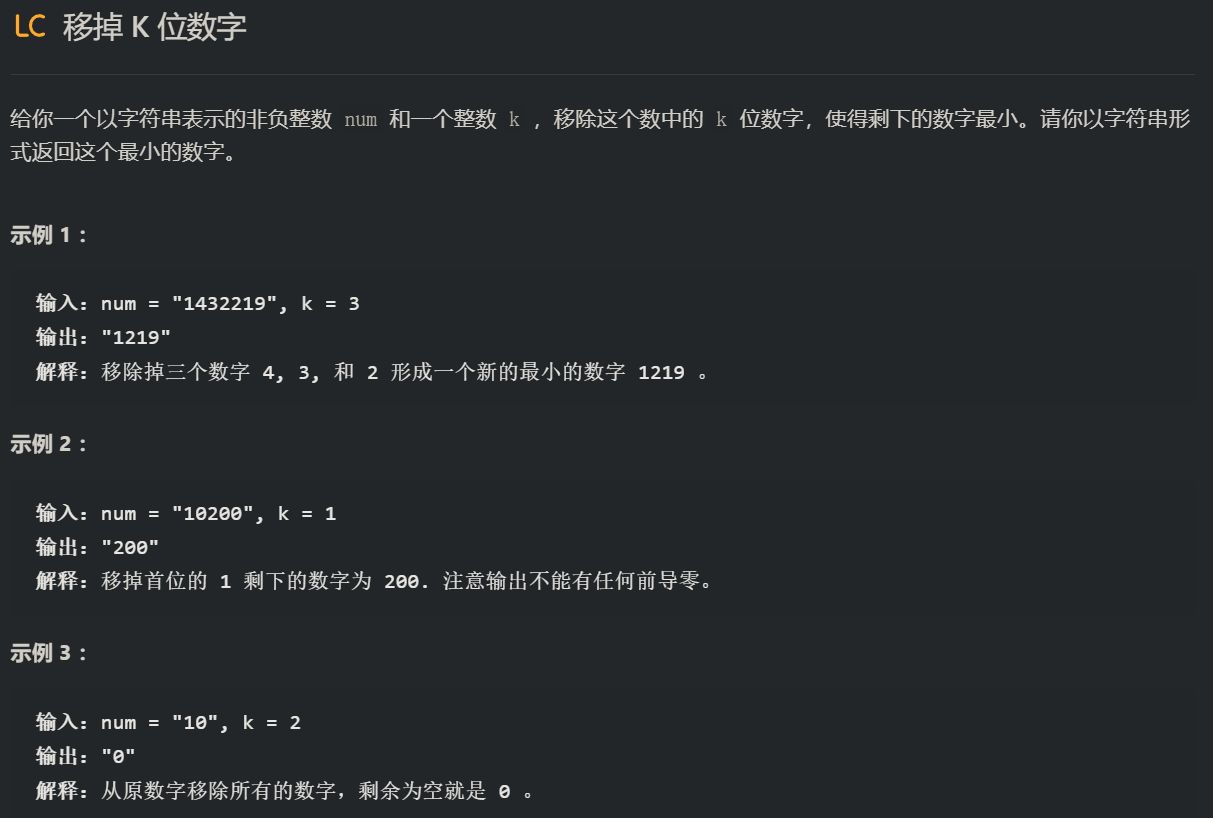 LC 移掉 K 位数字
给你一个以字符串表示的非负整数 num 和一个整数 k ，移除这个数中的 k 位数字，使得剩下的数字最小。请你以字符串形
式返回这个最小的数字。
示例 1：
输入：num = "1432219", k = 3
输出："1219"
解释：移除掉三个数字 4, 3, 和 2 形成一个新的最小的数字 1219 。
示例 2：
输入：num = "10200", k = 1
输出："200"
解释：移掉首位的 1 剩下的数字为 200. 注意输出不能有任何前导零。
示例 3：
输入：num = "10", k = 2
输出："0"
解释：从原数字移除所有的数字，剩余为空就是 0 。